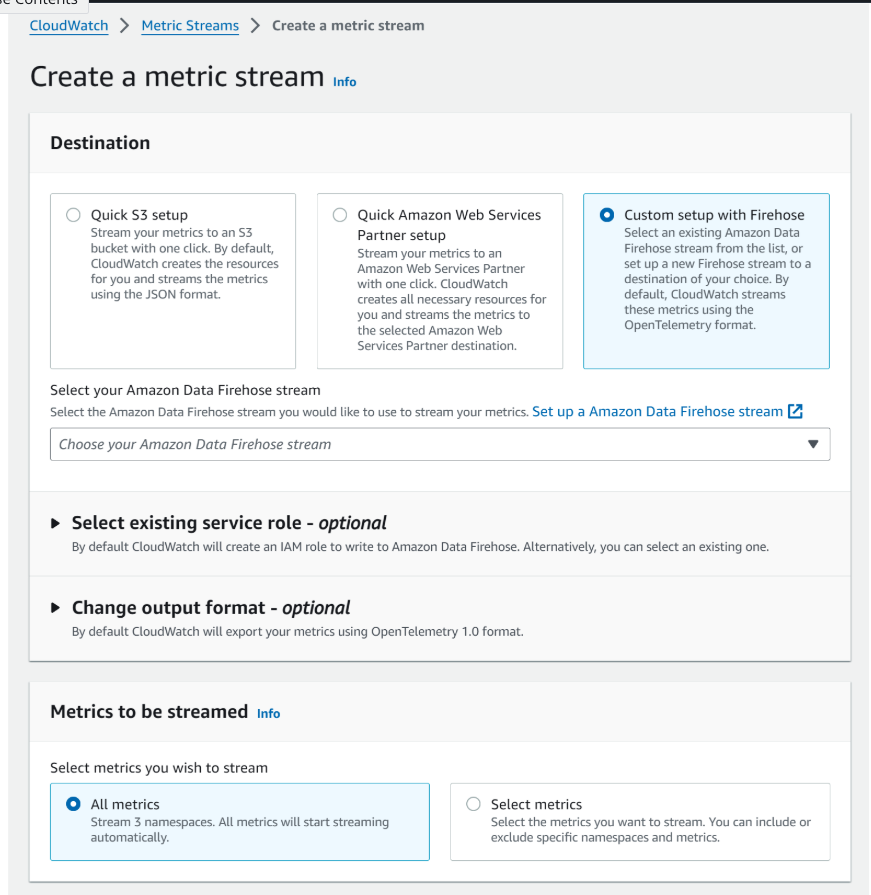 Contents
CloudWatch > Metric Streams > Create a metric stream
Create a metric stream Info
Destination
Quick S3 setup
Stream your metrics to an S3
bucket with one click. By default,
CloudWatch creates the resources
for you and streams the metrics
using the JSON format.
Quick Amazon Web Services
Partner setup
Stream your metrics to an
Amazon Web Services Partner
with one click. CloudWatch
creates all necessary resources for
you and streams the metrics to
the selected Amazon Web
Services Partner destination.
Custom setup with Firehose
Select an existing Amazon Data
Firehose stream from the list, or
set up a new Firehose stream to a
destination of your choice. By
default, CloudWatch streams
these metrics using the
OpenTelemetry format.
Select your Amazon Data Firehose stream
Select the Amazon Data Firehose stream you would like to use to stream your metrics. Set up a Amazon Data Firehose stream
Choose your Amazon Data Firehose stream
Select existing service role - optional
By default CloudWatch will create an IAM role to write to Amazon Data Firehose. Alternatively, you can select an existing one.
Change output format - optional
By default CloudWatch will export your metrics using OpenTelemetry 1.0 format.
Metrics to be streamed Info
Select metrics you wish to stream
All metrics
Stream 3 namespaces. All metrics will start streaming
automatically.
Select metrics
Select the metrics you want to stream. You can include or
exclude specific namespaces and metrics.